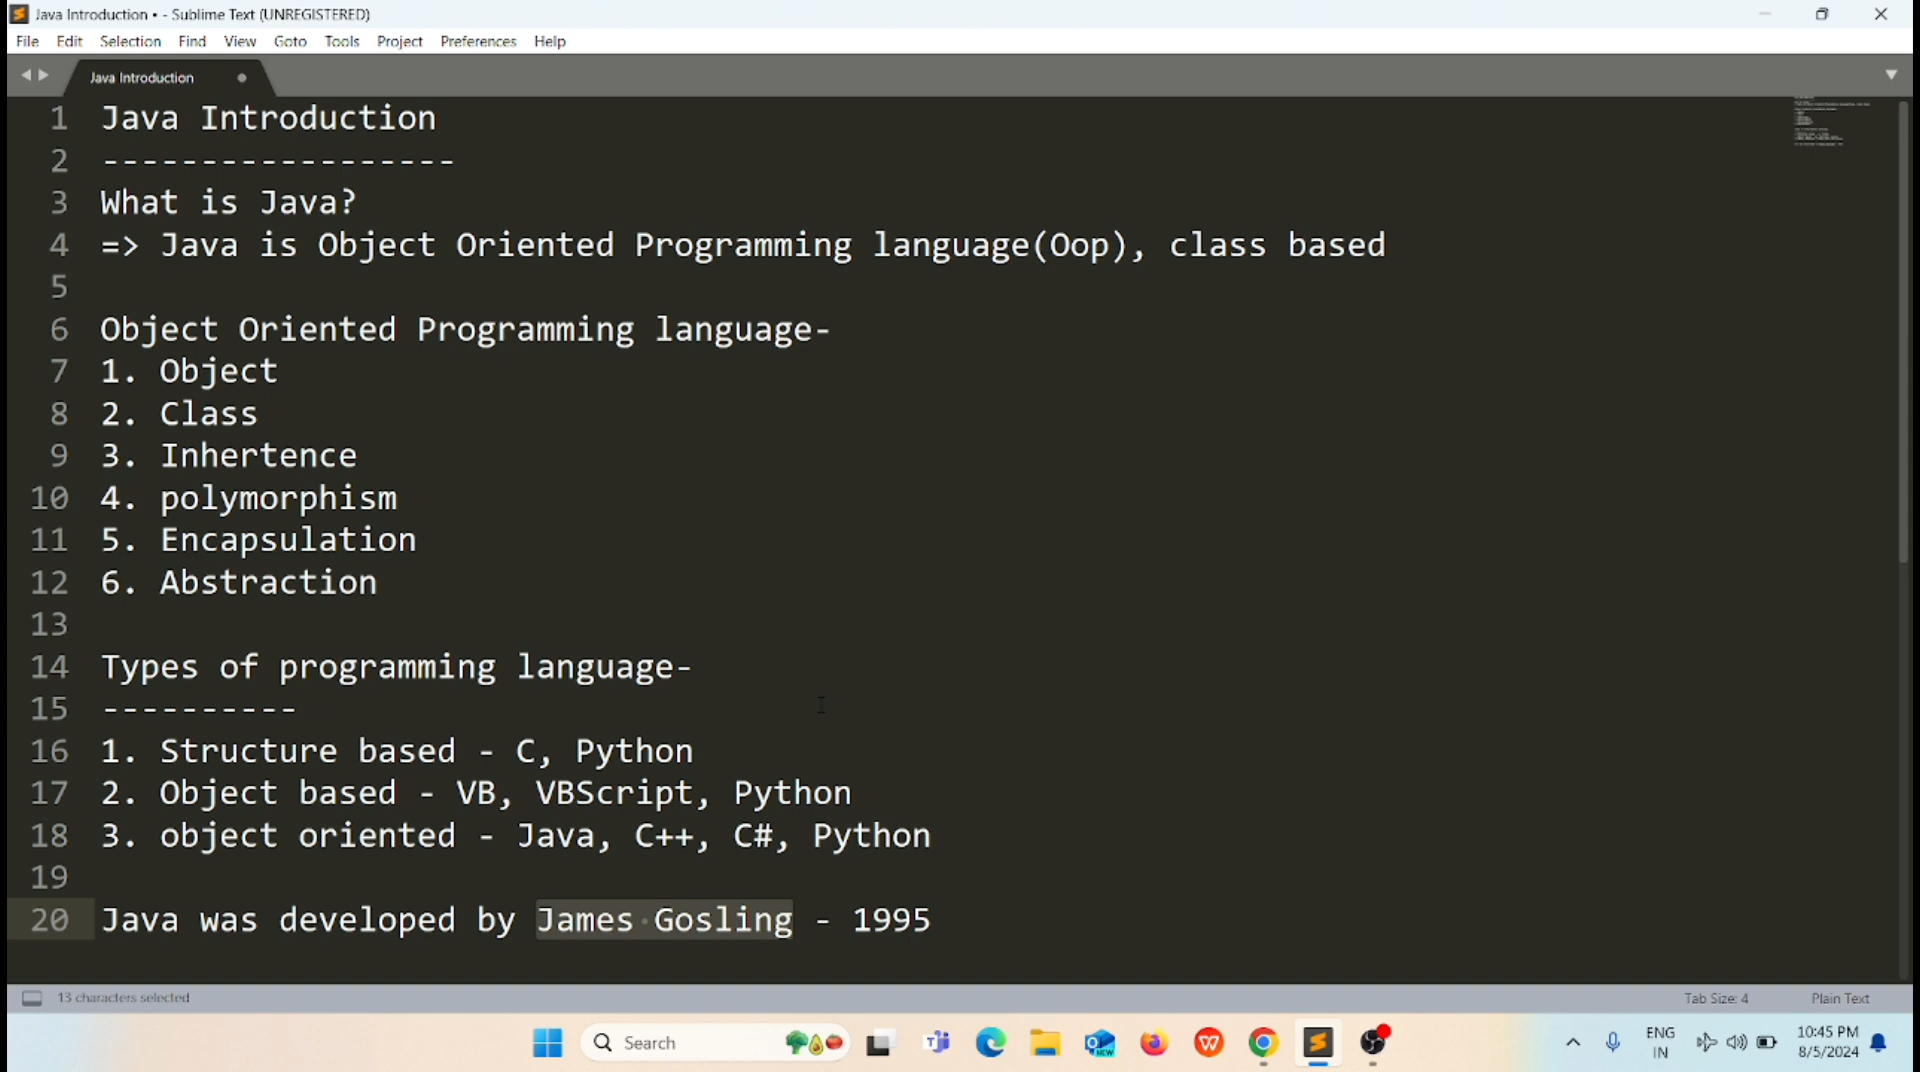 Java Introduction • - Sublime Text (UNREGISTERED)
File Edit Selection Find View Goto Tools Project Preferences Help
Java Introduction
1 Java Introduction
2 ------------------
3 What is Java?
4 => Java is Object Oriented Programming language(Oop), class based
5
6 Object Oriented Programming language-
7 1. Object
8 2. Class
9 3. Inhertence
10 4. polymorphism
11 5. Encapsulation
12 6. Abstraction
13
14 Types of programming language-
15 ----------
16 1. Structure based - C, Python
17 2. Object based - VB, VBScript, Python
18 3. object oriented - Java, C++, C#, Python
19
20 Java was developed by James Gosling - 1995
13 characters selected Tab Size: 4 Plain Text
Search ENG 10:45 PM
IN 8/5/2024